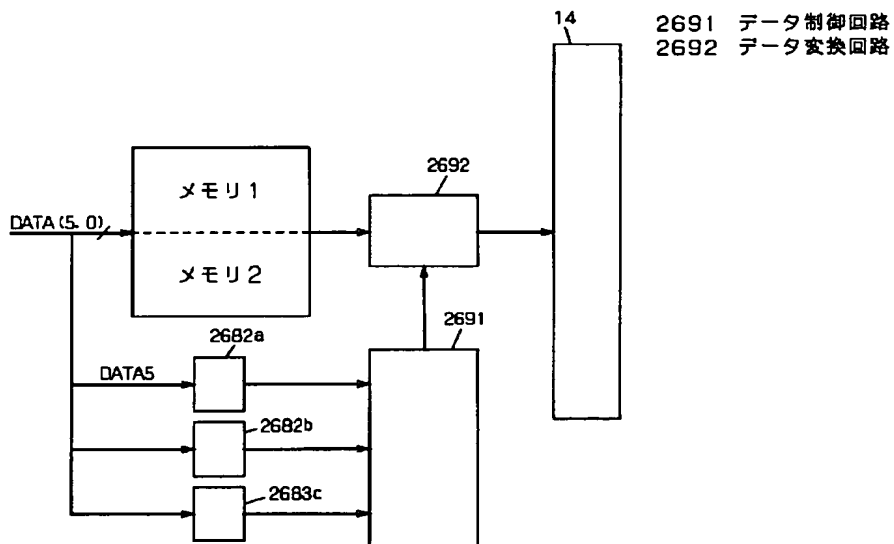 14
2691 データ制御回路
2692 データ変換回路
2692
メモリ1
DATA(5.0)
メモリ2
2691
2682a
DATA5
2682b
2683c